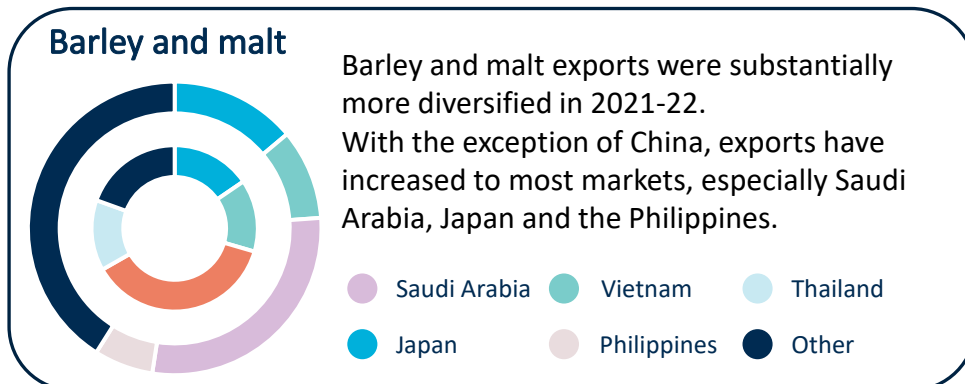 Barley and malt
Barley and malt exports were substantially
more diversified in 2021-22.
With the exception of China, exports have
increased to most markets, especially Saudi
Arabia, Japan and the Philippines.
Saudi Arabia
Vietnam
Thailand
Japan
Philippines
Other